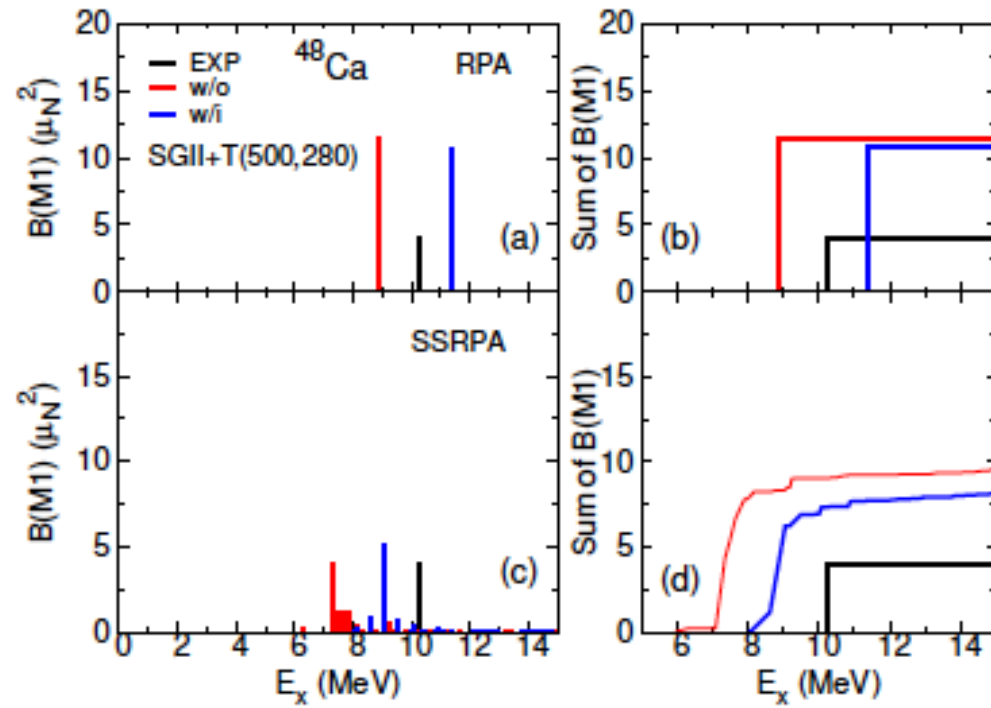 20
15
10
5
0
B(M1) (μN²)
EXP
w/o
w/i
⁴⁸Ca
RPA
SGII+T(500,280)
(a)
20
15
10
5
0
Sum of B(M1)
(b)
15
10
5
0
B(M1) (μN²)
SSRPA
(c)
0 2 4 6 8 10 12 14
Eₓ (MeV)
15
10
5
0
Sum of B(M1)
(d)
6 8 10 12 14
Eₓ (MeV)